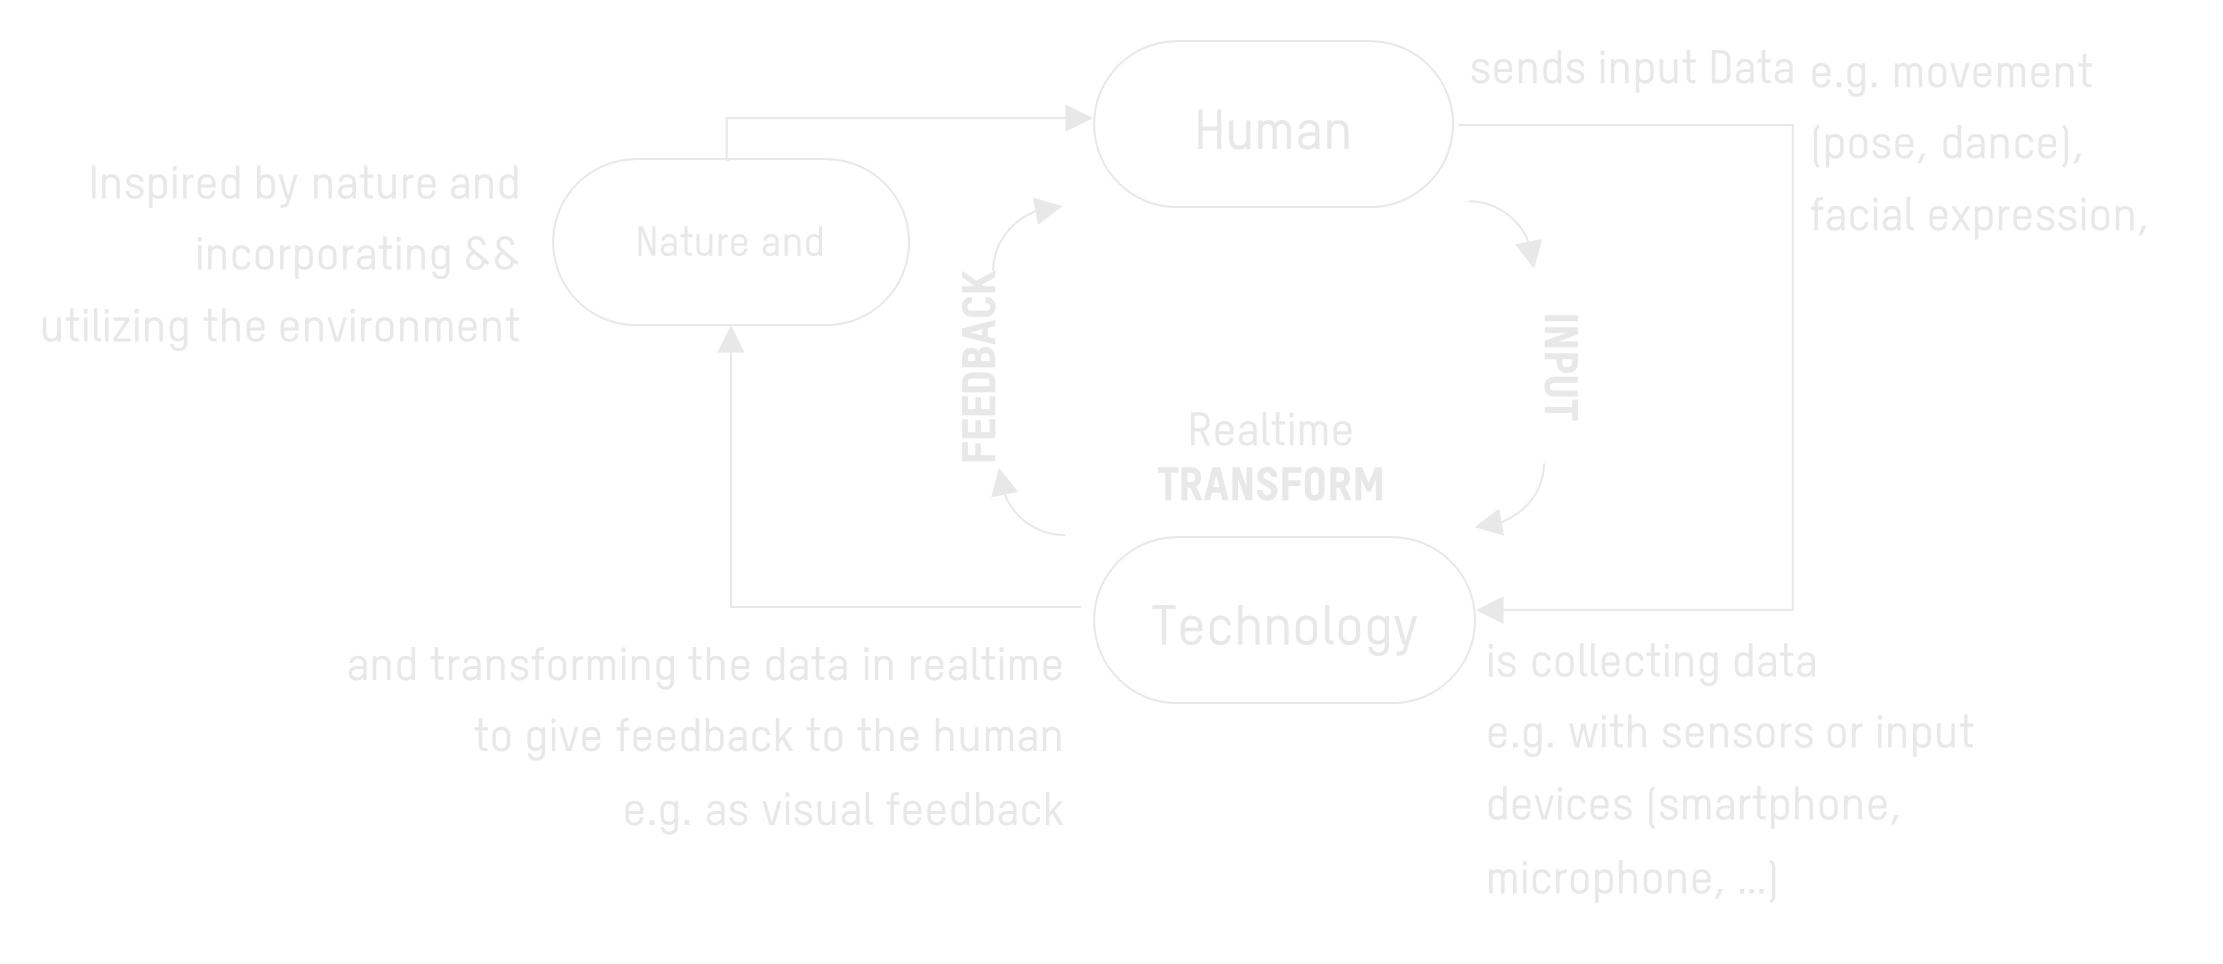 Human
sends input Data
e.g. movement
(pose, dance),
facial expression,
Inspired by nature and
incorporating &&
utilizing the environment
Nature and
FEEDBACK
INPUT
Realtime
TRANSFORM
Technology
and transforming the data in realtime
to give feedback to the human
e.g. as visual feedback
is collecting data
e.g. with sensors or input
devices (smartphone,
microphone, ...)